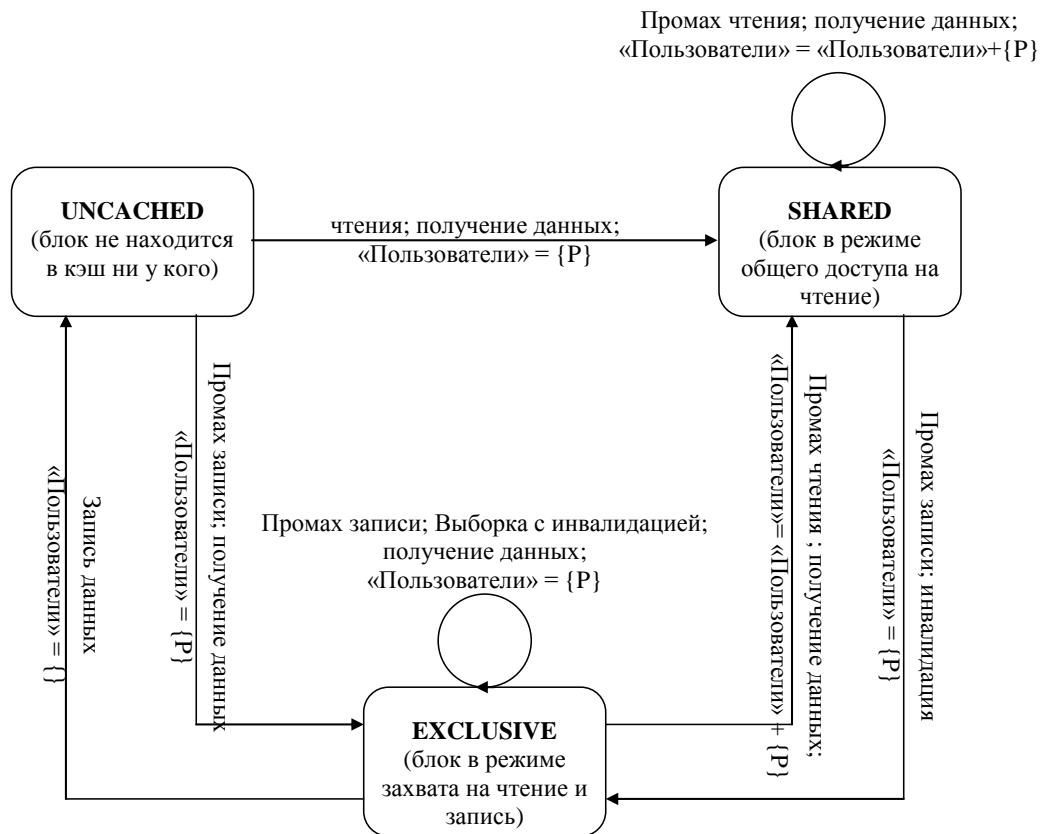 Промах чтения; получение данных;
«Пользователи» = «Пользователи»+{P}
UNCACHED
(блок не находится
в кэш ни у кого)
чтения; получение данных;
«Пользователи» = {P}
SHARED
(блок в режиме
общего доступа на
чтение)
Запись данных
«Пользователи» = {}
Промах записи; получение данных
«Пользователи» = {P}
Промах записи; Выборка с инвалидацией;
получение данных;
«Пользователи» = {P}
Промах чтения ; получение данных;
«Пользователи»= «Пользователи» + {P}
Промах записи; инвалидация
«Пользователи» = {P}
EXCLUSIVE
(блок в режиме
захвата на чтение и
запись)